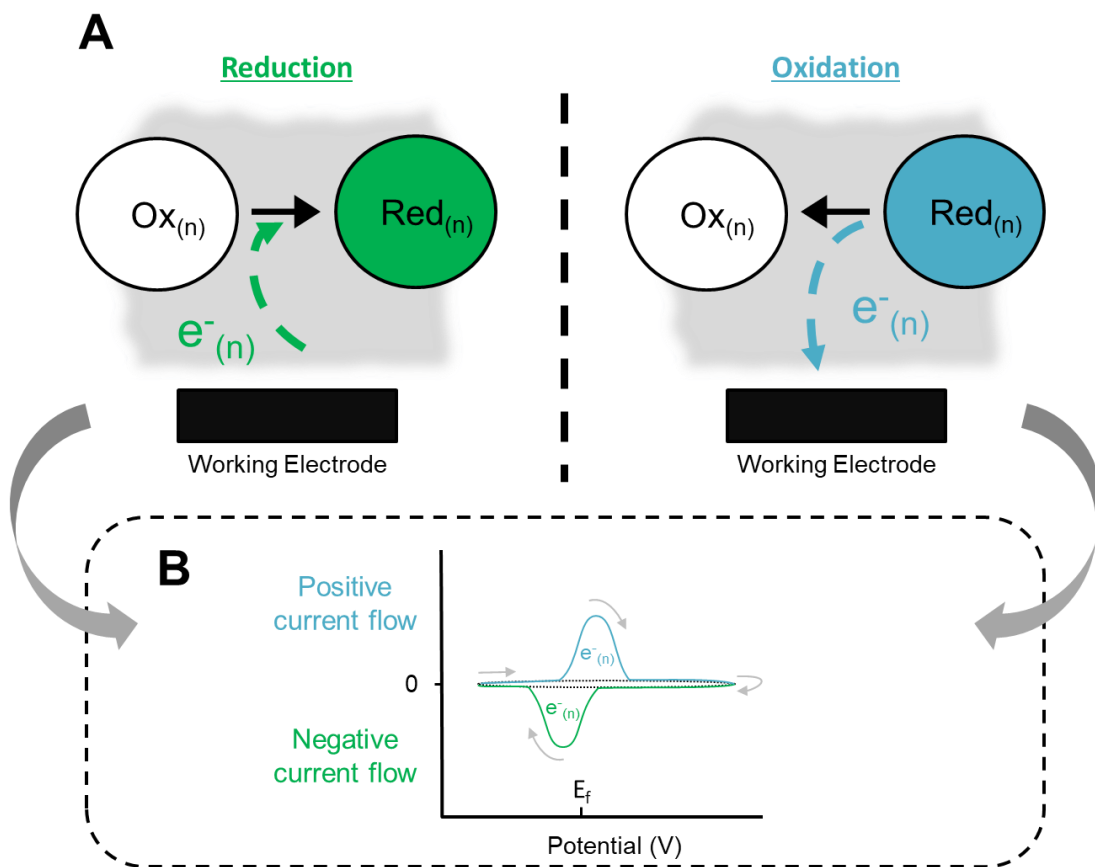 A
Reduction
Oxidation
Ox(n)
Red(n)
Ox(n)
Red(n)
e-(n)
e-(n)
Working Electrode
Working Electrode
B
Positive
current flow
e-(n)
0
e-(n)
Negative
current flow
Ef
Potential (V)